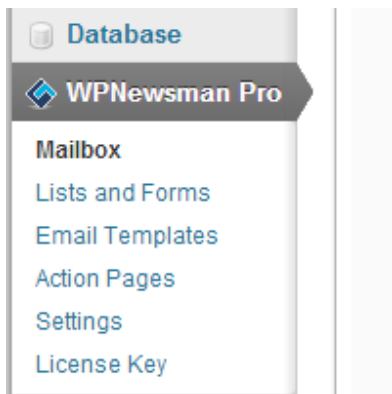 Database
WPNewsman Pro
Mailbox
Lists and Forms
Email Templates
Action Pages
Settings
License Key